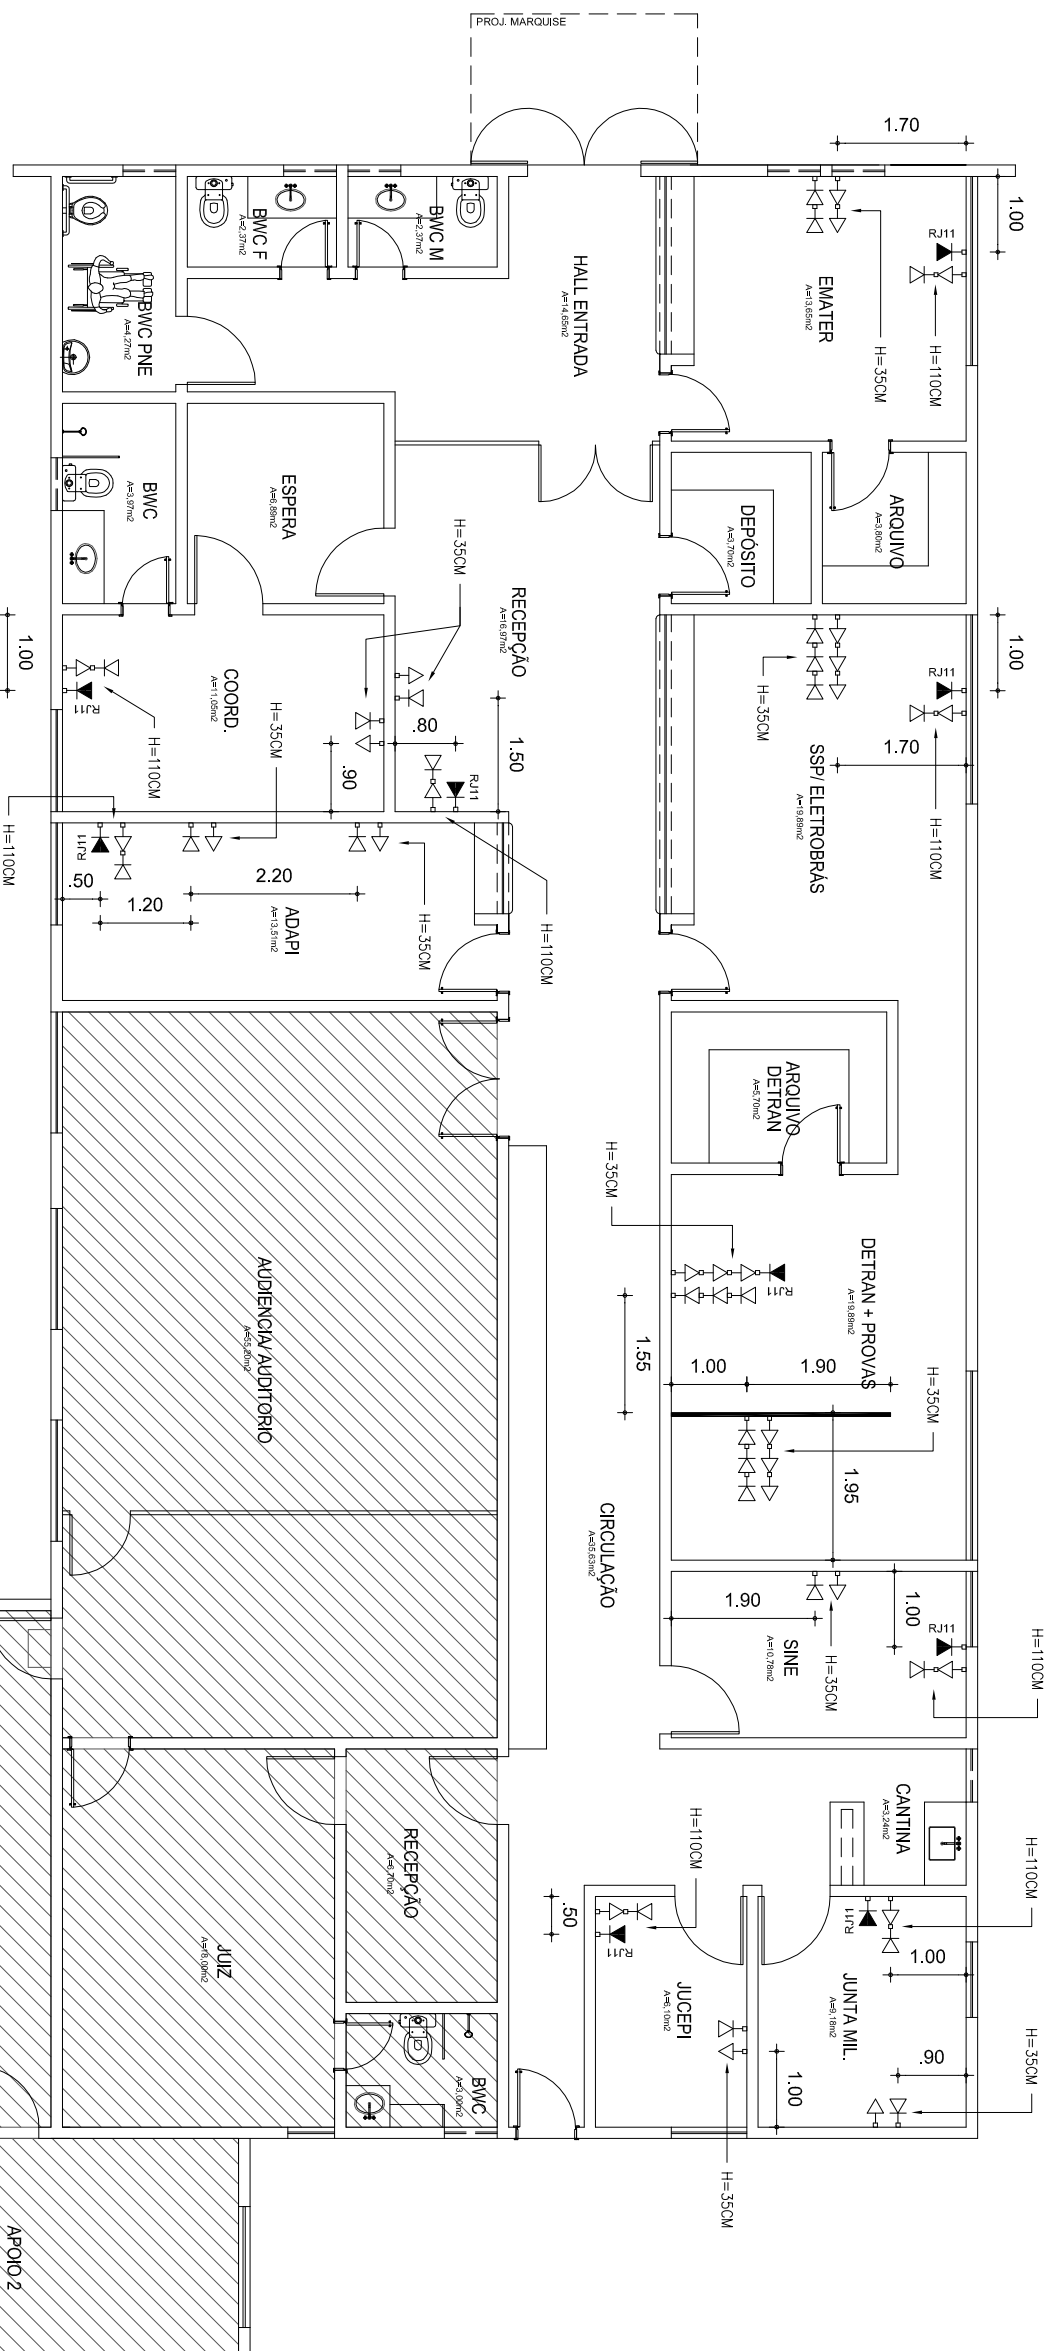 PROJ. MARQUISE
1.70
1.00
RJ11
H=110CM
H=35CM
EMATER
A=13,65m2
BWC M
A=2,37m2
BWC F
A=2,37m2
HALL ENTRADA
A=14,65m2
BWC PNE
A=4,27m2
ARQUIVO
A=3,80m2
DEPÓSITO
A=3,70m2
BWC
A=3,97m2
ESPERA
A=6,89m2
H=35CM
RECEPÇÃO
A=16,97m2
1.00
1.00
RJ11
H=110CM
1.70
H=35CM
SSP/ ELETROBRÁS
A=19,89m2
COORD.
A=11,05m2
RJ11
H=110CM
H=35CM
.80
.90
1.50
RJ11
H=110CM
H=110CM
RJ11
.50
1.20
2.20
H=35CM
ADAPI
A=13,51m2
ARQUIVO
DETRAN
A=5,70m2
H=35CM
RJ11
DETRAN + PROVAS
A=19,89m2
1.55
1.00
1.90
H=35CM
1.95
AUDIENCIA/ AUDITÓRIO
A=55,20m2
CIRCULAÇÃO
A=35,63m2
1.90
1.00
RJ11
H=110CM
H=35CM
SINE
A=10,78m2
CANTINA
A=3,24m2
H=110CM
H=110CM
RECEPÇÃO
A=6,70m2
JUIZ
A=18,00m2
.50
RJ11
JUCEPI
A=6,10m2
RJ11
1.00
JUNTA MIL.
A=9,18m2
.90
H=35CM
1.00
H=35CM
BWC
A=3,00m2
APOIO 2